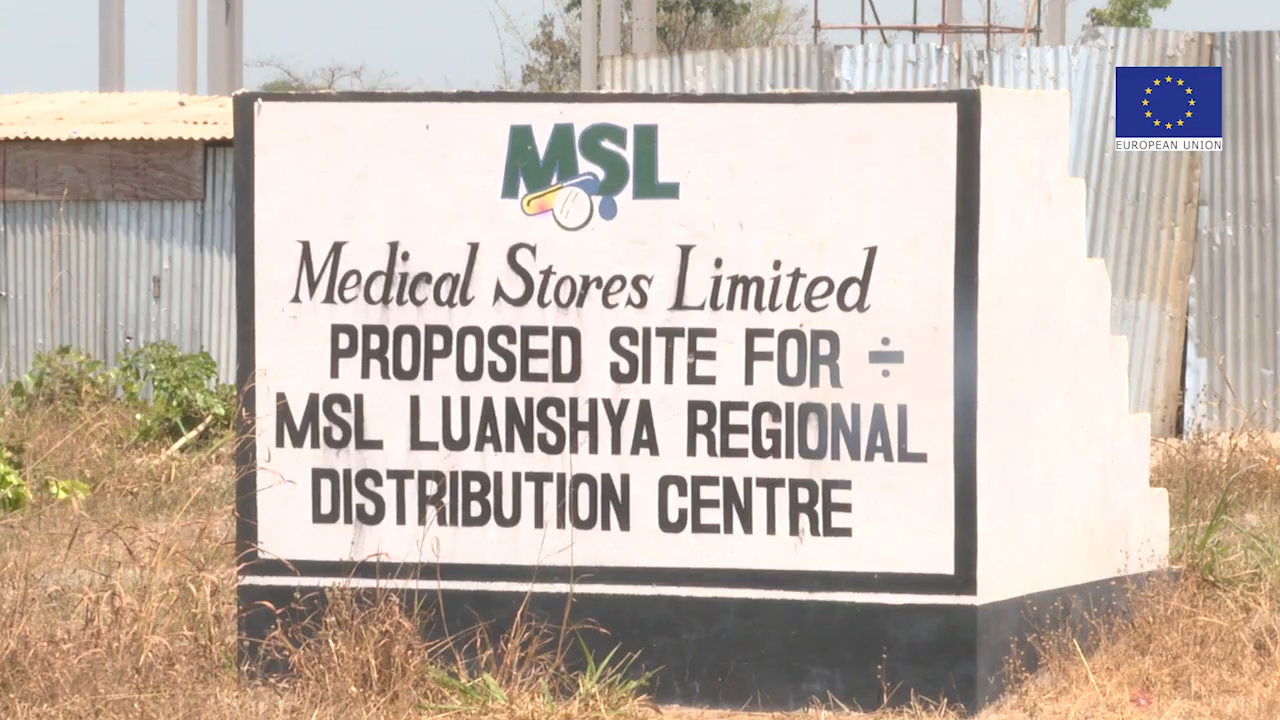 MSL
Medical Stores Limited
PROPOSED SITE FOR ÷
MSL LUANSHYA REGIONAL
DISTRIBUTION CENTRE
EUROPEAN UNION